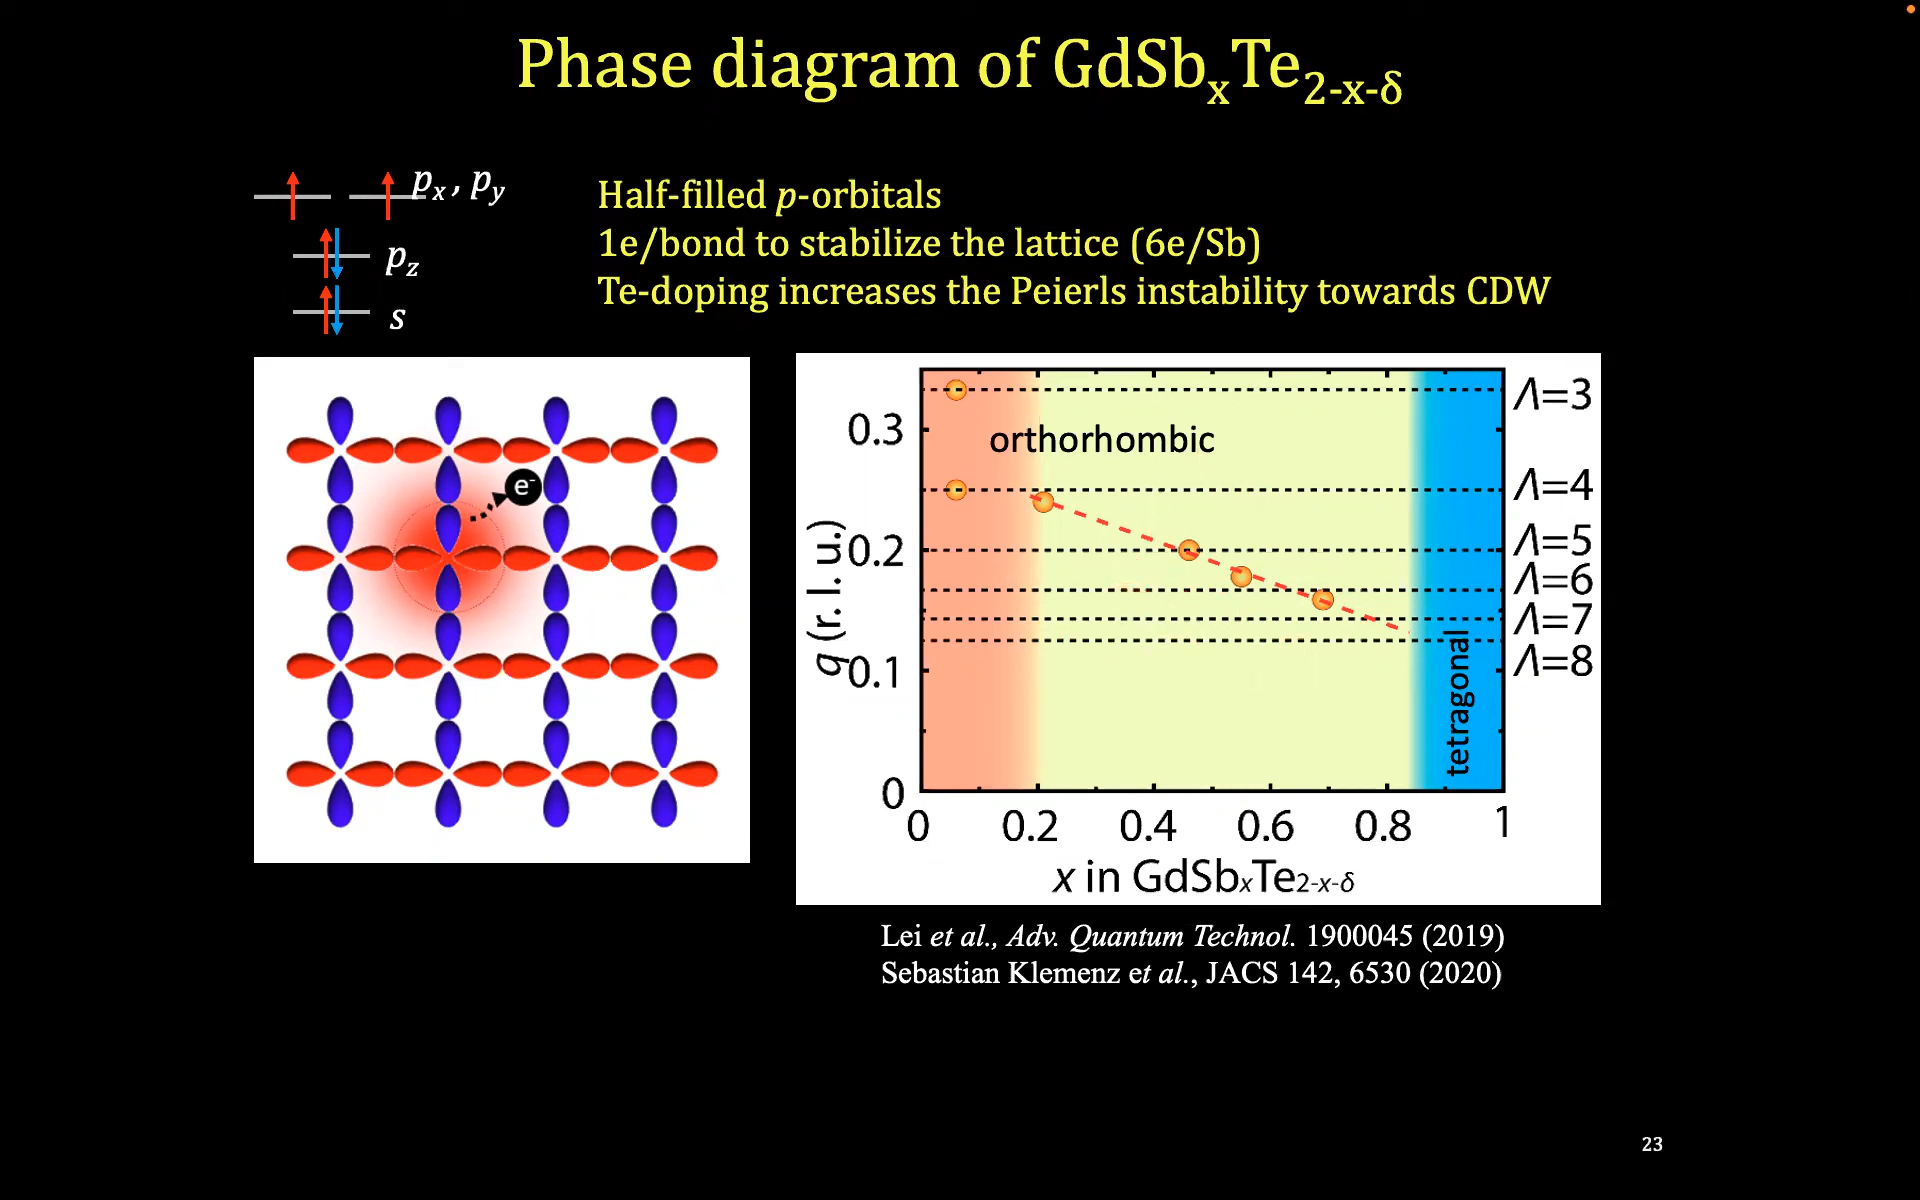 Phase diagram of GdSbₓTe₂₋ₓ₋δ
pₓ, p_y
p_z
s
Half-filled p-orbitals
1e/bond to stabilize the lattice (6e/Sb)
Te-doping increases the Peierls instability towards CDW
e⁻
q (r. l. u.)
0.3
0.2
0.1
0
orthorhombic
tetragonal
Λ=3
Λ=4
Λ=5
Λ=6
Λ=7
Λ=8
0 0.2 0.4 0.6 0.8 1
x in GdSbₓTe₂₋ₓ₋δ
Lei et al., Adv. Quantum Technol. 1900045 (2019)
Sebastian Klemenz et al., JACS 142, 6530 (2020)
23